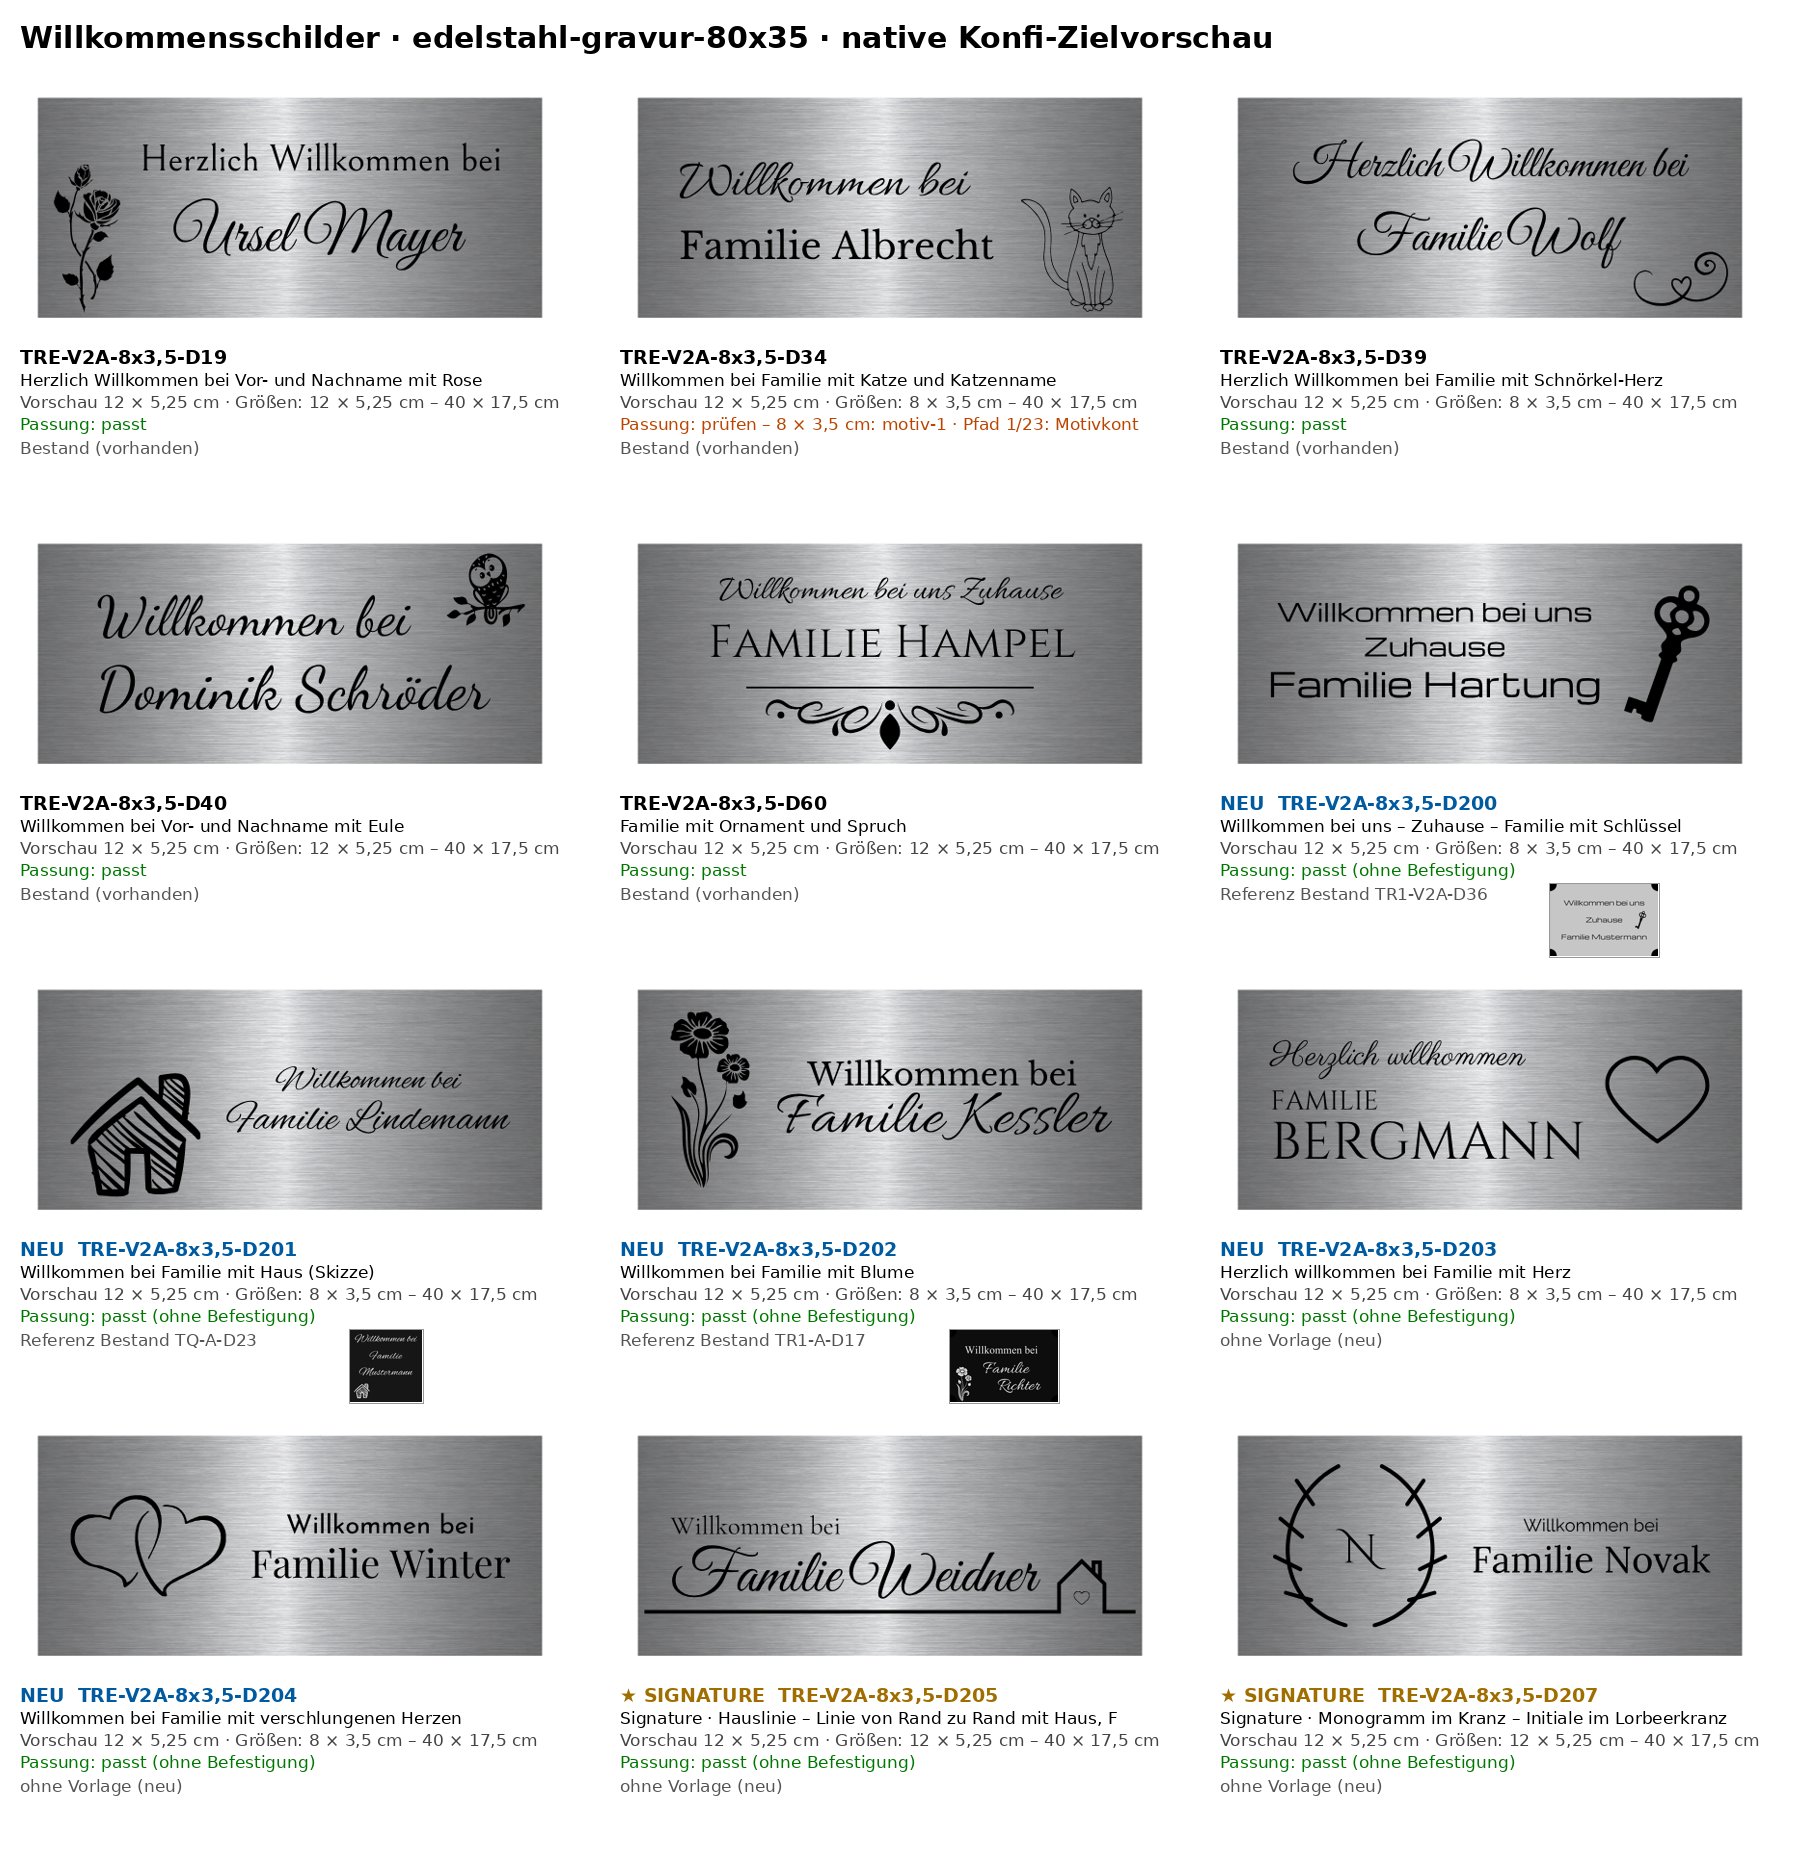 Willkommensschilder · edelstahl-gravur-80x35 · native Konfi-Zielvorschau
Herzlich Willkommen bei
Ursel Mayer
TRE-V2A-8x3,5-D19
Herzlich Willkommen bei Vor- und Nachname mit Rose
Vorschau 12 × 5,25 cm · Größen: 12 × 5,25 cm – 40 × 17,5 cm
Passung: passt
Bestand (vorhanden)
Willkommen bei
Familie Albrecht
TRE-V2A-8x3,5-D34
Willkommen bei Familie mit Katze und Katzenname
Vorschau 12 × 5,25 cm · Größen: 8 × 3,5 cm – 40 × 17,5 cm
Passung: prüfen – 8 × 3,5 cm: motiv-1 · Pfad 1/23: Motivkont
Bestand (vorhanden)
Herzlich Willkommen bei
Familie Wolf
TRE-V2A-8x3,5-D39
Herzlich Willkommen bei Familie mit Schnörkel-Herz
Vorschau 12 × 5,25 cm · Größen: 8 × 3,5 cm – 40 × 17,5 cm
Passung: passt
Bestand (vorhanden)
Willkommen bei
Dominik Schröder
TRE-V2A-8x3,5-D40
Willkommen bei Vor- und Nachname mit Eule
Vorschau 12 × 5,25 cm · Größen: 12 × 5,25 cm – 40 × 17,5 cm
Passung: passt
Bestand (vorhanden)
Willkommen bei uns Zuhause
FAMILIE HAMPEL
TRE-V2A-8x3,5-D60
Familie mit Ornament und Spruch
Vorschau 12 × 5,25 cm · Größen: 12 × 5,25 cm – 40 × 17,5 cm
Passung: passt
Bestand (vorhanden)
Willkommen bei uns
Zuhause
Familie Hartung
NEU TRE-V2A-8x3,5-D200
Willkommen bei uns – Zuhause – Familie mit Schlüssel
Vorschau 12 × 5,25 cm · Größen: 8 × 3,5 cm – 40 × 17,5 cm
Passung: passt (ohne Befestigung)
Referenz Bestand TR1-V2A-D36
Willkommen bei uns
Zuhause
Familie Mustermann
Willkommen bei
Familie Lindemann
NEU TRE-V2A-8x3,5-D201
Willkommen bei Familie mit Haus (Skizze)
Vorschau 12 × 5,25 cm · Größen: 8 × 3,5 cm – 40 × 17,5 cm
Passung: passt (ohne Befestigung)
Referenz Bestand TQ-A-D23
Willkommen bei
Familie
Mustermann
Willkommen bei
Familie Kessler
NEU TRE-V2A-8x3,5-D202
Willkommen bei Familie mit Blume
Vorschau 12 × 5,25 cm · Größen: 8 × 3,5 cm – 40 × 17,5 cm
Passung: passt (ohne Befestigung)
Referenz Bestand TR1-A-D17
Willkommen bei
Familie
Richter
Herzlich willkommen
FAMILIE
BERGMANN
NEU TRE-V2A-8x3,5-D203
Herzlich willkommen bei Familie mit Herz
Vorschau 12 × 5,25 cm · Größen: 8 × 3,5 cm – 40 × 17,5 cm
Passung: passt (ohne Befestigung)
ohne Vorlage (neu)
Willkommen bei
Familie Winter
NEU TRE-V2A-8x3,5-D204
Willkommen bei Familie mit verschlungenen Herzen
Vorschau 12 × 5,25 cm · Größen: 8 × 3,5 cm – 40 × 17,5 cm
Passung: passt (ohne Befestigung)
ohne Vorlage (neu)
Willkommen bei
Familie Weidner
★ SIGNATURE TRE-V2A-8x3,5-D205
Signature · Hauslinie – Linie von Rand zu Rand mit Haus, F
Vorschau 12 × 5,25 cm · Größen: 12 × 5,25 cm – 40 × 17,5 cm
Passung: passt (ohne Befestigung)
ohne Vorlage (neu)
N
Willkommen bei
Familie Novak
★ SIGNATURE TRE-V2A-8x3,5-D207
Signature · Monogramm im Kranz – Initiale im Lorbeerkranz
Vorschau 12 × 5,25 cm · Größen: 12 × 5,25 cm – 40 × 17,5 cm
Passung: passt (ohne Befestigung)
ohne Vorlage (neu)